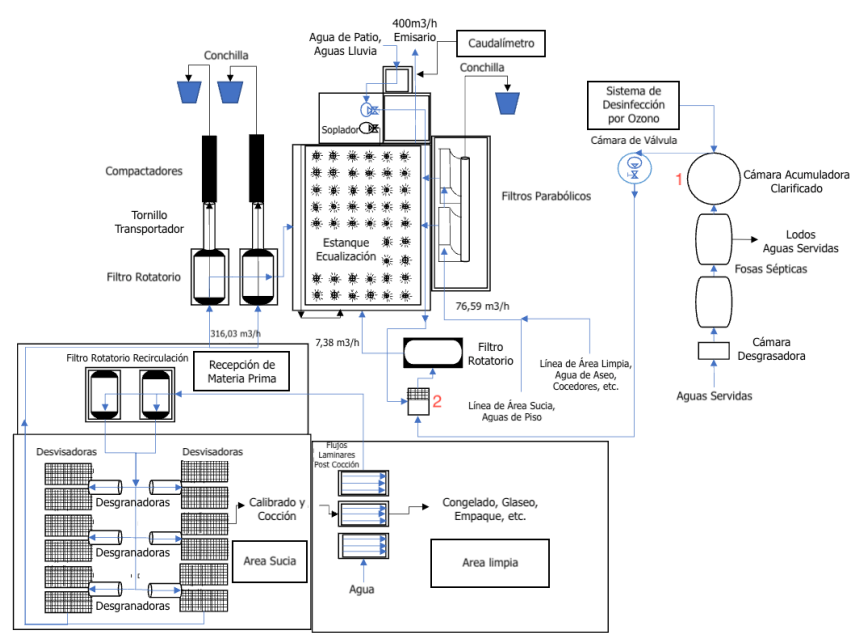 400m3/h
Emisario
Agua de Patio,
Aguas Lluvia
Caudalímetro
Conchilla
Conchilla
Sistema de
Desinfección
por Ozono
Soplador
Cámara de Válvula
Compactadores
1
Cámara Acumuladora
Clarificado
Filtros Parabólicos
Tornillo
Transportador
Estanque
Ecualización
Lodos
Aguas Servidas
Filtro Rotatorio
Fosas Sépticas
76,59 m3/h
316,03 m3/h
7,38 m3/h
Cámara
Desgrasadora
Filtro Rotatorio Recirculación
Recepción de
Materia Prima
Filtro
Rotatorio
Línea de Área Limpia,
Agua de Aseo,
Cocedores, etc.
Aguas Servidas
2
Línea de Área Sucia,
Aguas de Piso
Desvisadoras
Desvisadoras
Flujos
Laminares
Post Cocción
Desgranadoras
Calibrado y
Cocción
Congelado, Glaseo,
Empaque, etc.
Desgranadoras
Area Sucia
Area limpia
Agua
Desgranadoras